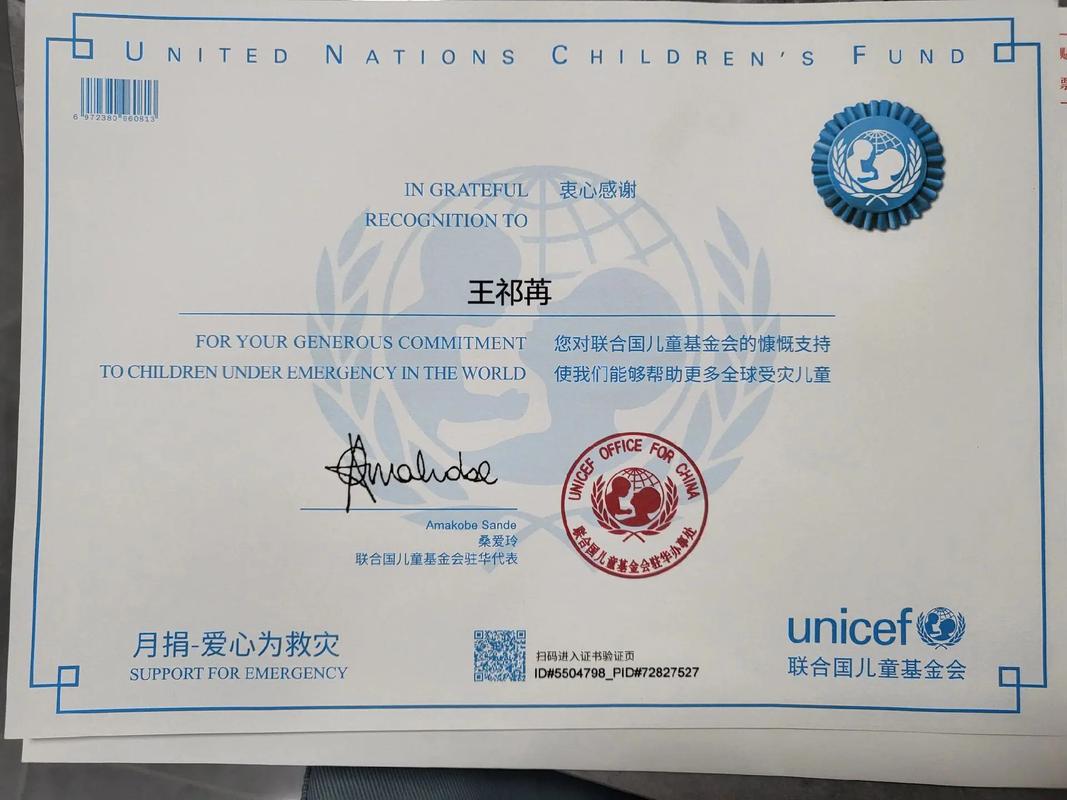 UNITED NATIONS CHILDREN'S FUND
6 972380 860813
IN GRATEFUL 衷心感谢
RECOGNITION TO
王祁苒
FOR YOUR GENEROUS COMMITMENT 您对联合国儿童基金会的慷慨支持
TO CHILDREN UNDER EMERGENCY IN THE WORLD 使我们能够帮助更多全球受灾儿童
Amakobe Sande
桑爱玲
联合国儿童基金会驻华代表
UNICEF OFFICE FOR CHINA
联合国儿童基金会驻华办事处
月捐-爱心为救灾
SUPPORT FOR EMERGENCY
扫码进入证书验证页
ID#5504798_PID#72827527
unicef
联合国儿童基金会